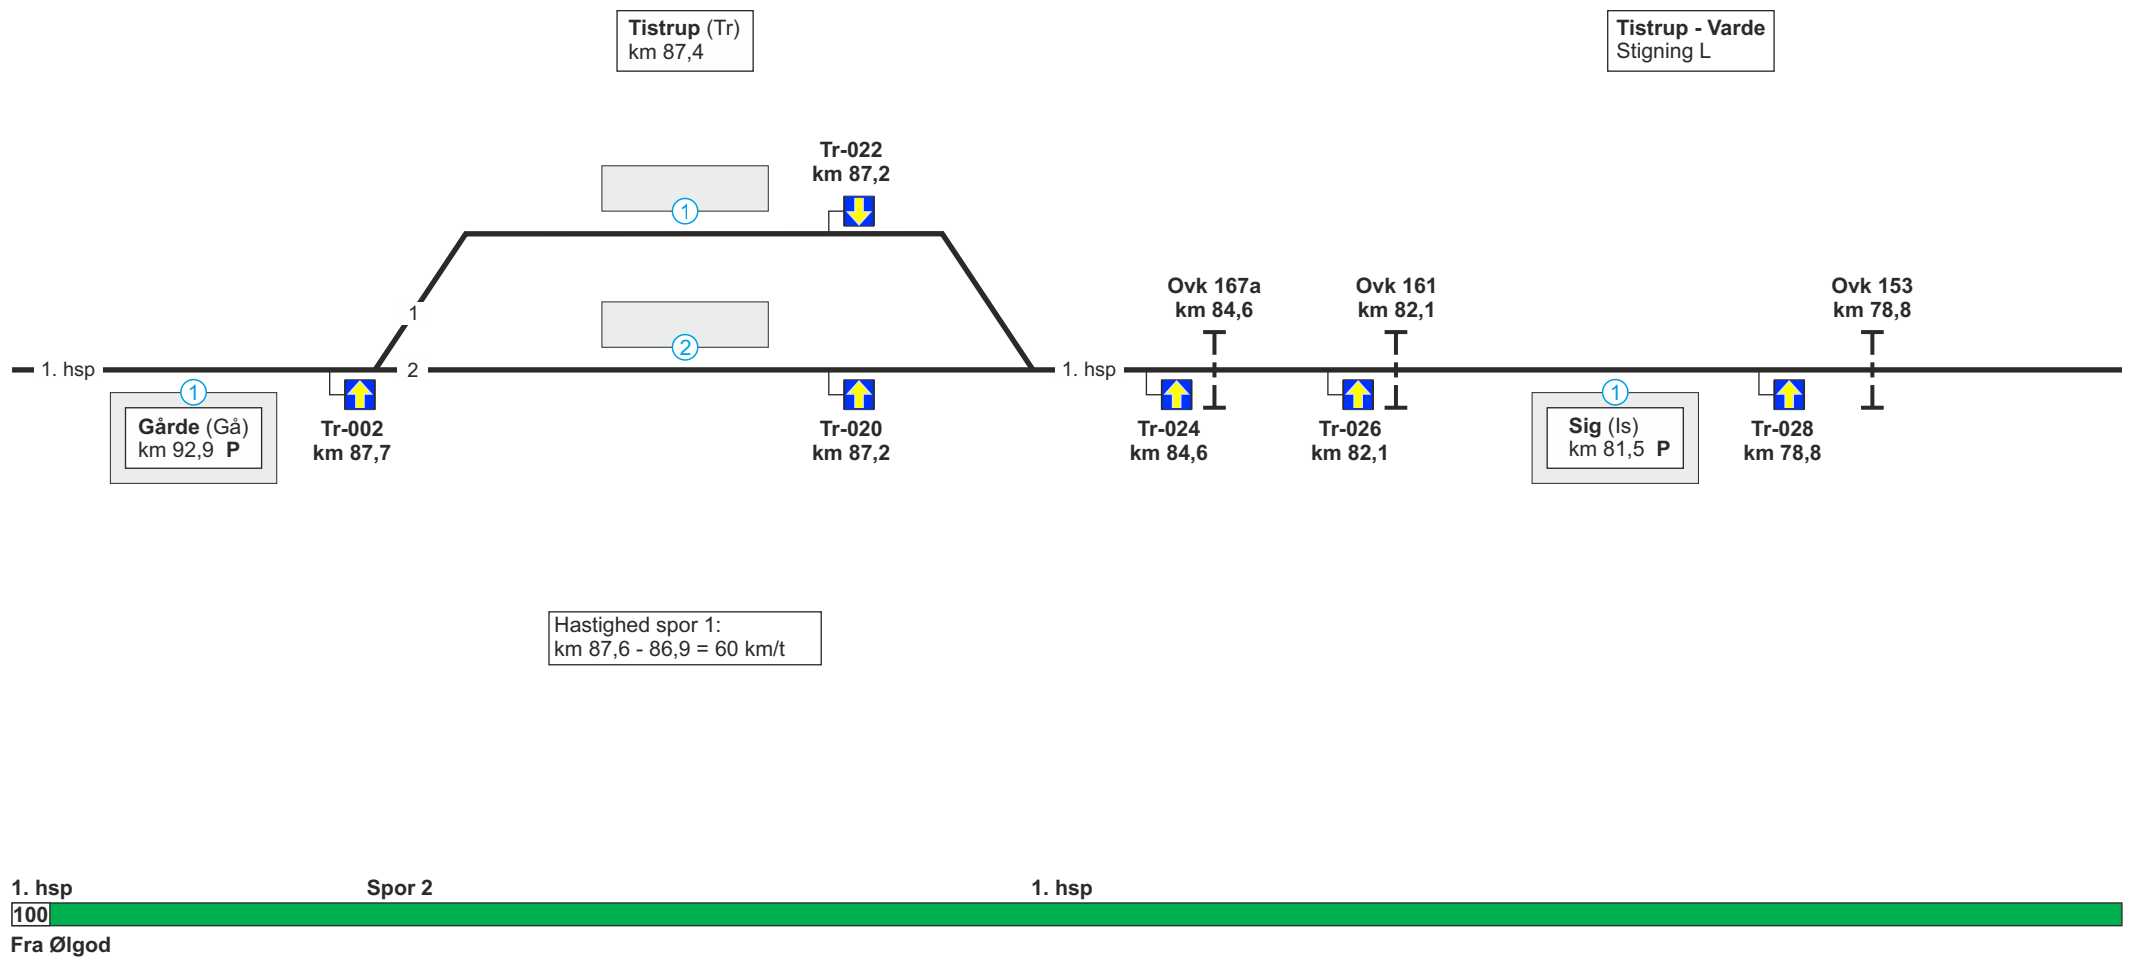 Tistrup (Tr)
km 87,4
Tistrup - Varde
Stigning L
Tr-022
km 87,2
1
1
2
Ovk 167a
km 84,6
Ovk 161
km 82,1
Ovk 153
km 78,8
1. hsp
2
1. hsp
1
Gårde (Gå)
km 92,9 P
Tr-002
km 87,7
Tr-020
km 87,2
Tr-024
km 84,6
Tr-026
km 82,1
1
Sig (Is)
km 81,5 P
Tr-028
km 78,8
Hastighed spor 1:
km 87,6 - 86,9 = 60 km/t
1. hsp
Spor 2
1. hsp
100
Fra Ølgod